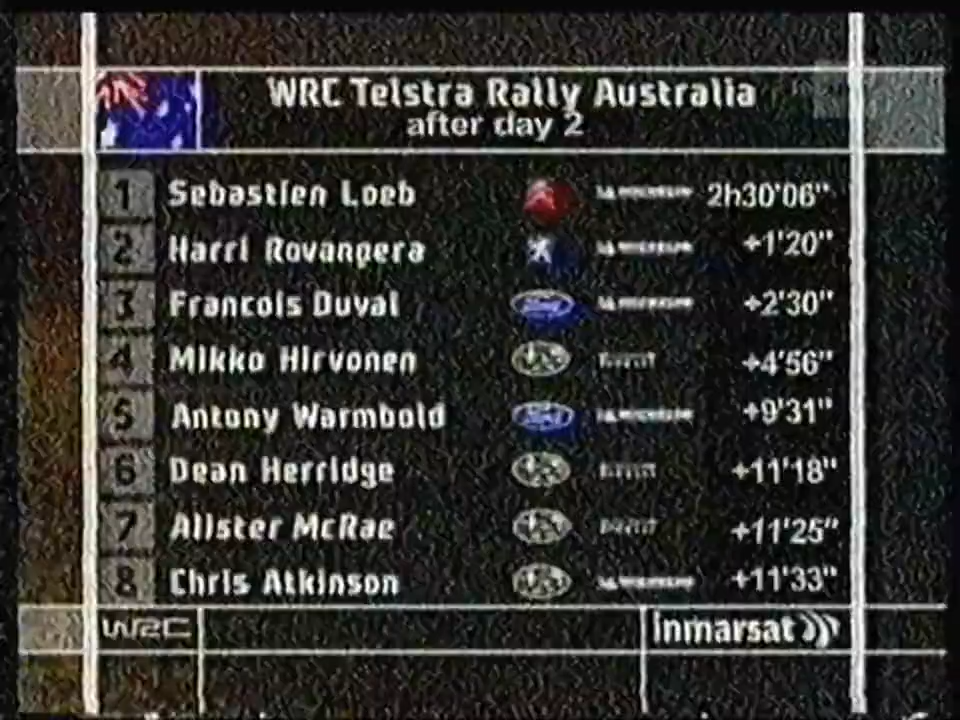 WRC Telstra Rally Australia
after day 2
1 Sebastien Loeb 2h30'06"
2 Harri Rovanpera +1'20"
3 Francois Duval +2'30"
4 Mikko Hirvonen +4'56"
5 Antony Warmbold +9'31"
6 Dean Herridge +11'18"
7 Alister McRae +11'25"
8 Chris Atkinson +11'33"
WRC inmarsat